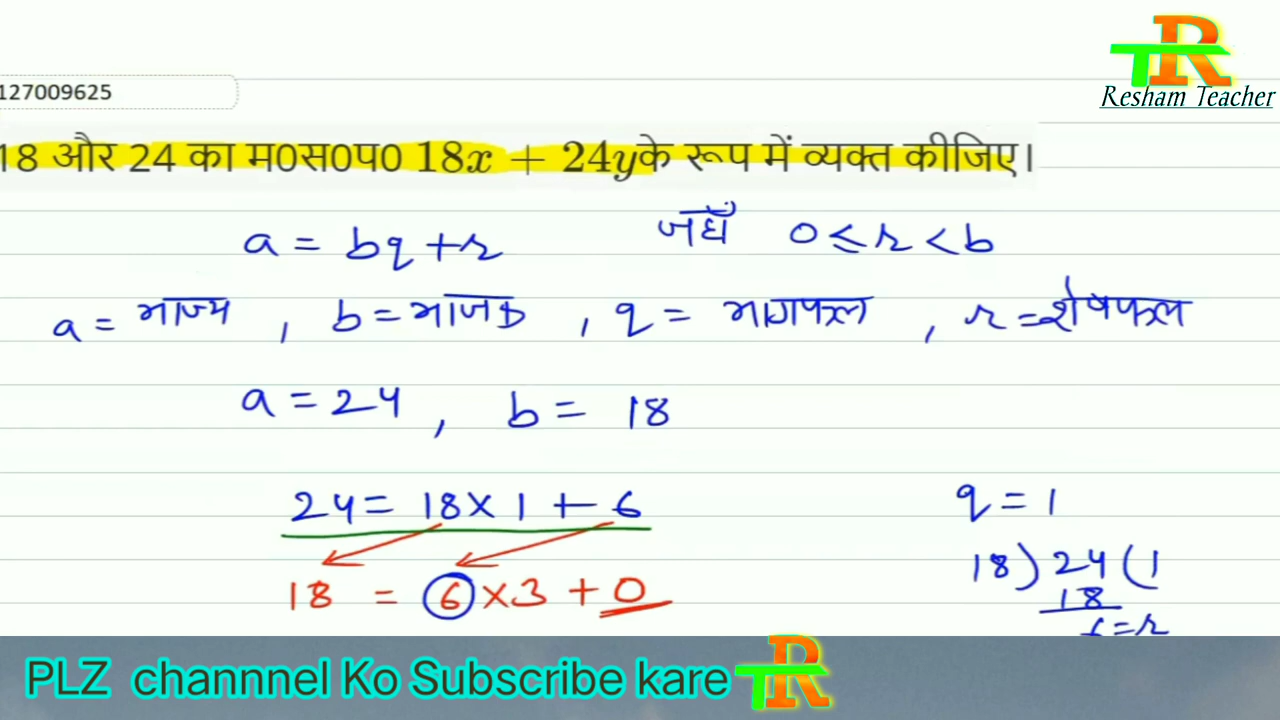 R
Resham Teacher
127009625
18 और 24 का म0स0प0 18x + 24y के रूप में व्यक्त कीजिए।
a = bq + r जहाँ 0 ≤ r < b
a = भाज्य , b = भाजक , q = भागफल , r = शेषफल
a = 24 , b = 18
24 = 18 × 1 + 6 q = 1
18 = 6 × 3 + 0 18 ) 24 ( 1
18
6 = r
PLZ channnel Ko Subscribe kare R